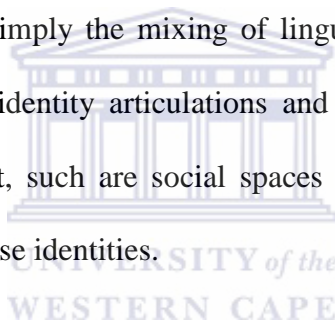 imply the mixing of lingu
identity articulations and
t, such are social spaces
se identities.
UNIVERSITY of the
WESTERN CAPE